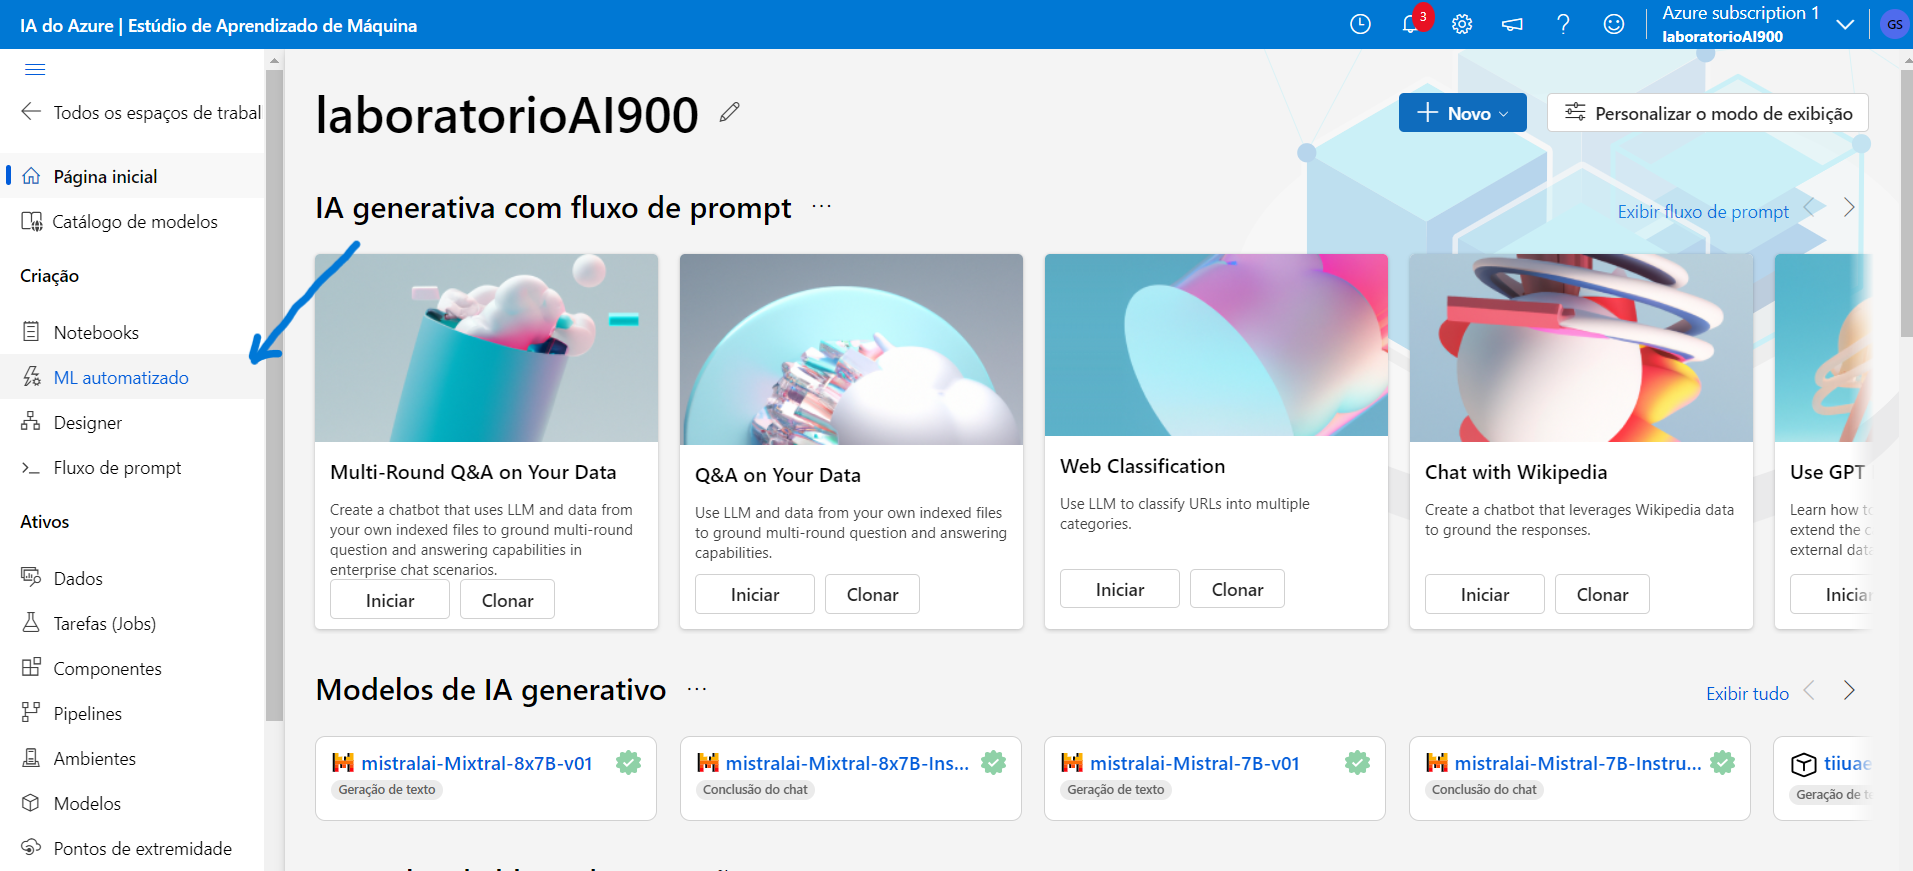 IA do Azure | Estúdio de Aprendizado de Máquina
3
Azure subscription 1
laboratorioAI900
GS
Todos os espaços de trabal
Página inicial
Catálogo de modelos
Criação
Notebooks
ML automatizado
Designer
Fluxo de prompt
Ativos
Dados
Tarefas (Jobs)
Componentes
Pipelines
Ambientes
Modelos
Pontos de extremidade
laboratorioAI900
Novo
Personalizar o modo de exibição
IA generativa com fluxo de prompt
...
Exibir fluxo de prompt
Multi-Round Q&A on Your Data
Create a chatbot that uses LLM and data from
your own indexed files to ground multi-round
question and answering capabilities in
enterprise chat scenarios.
Iniciar
Clonar
Q&A on Your Data
Use LLM and data from your own indexed files
to ground multi-round question and answering
capabilities.
Iniciar
Clonar
Web Classification
Use LLM to classify URLs into multiple
categories.
Iniciar
Clonar
Chat with Wikipedia
Create a chatbot that leverages Wikipedia data
to ground the responses.
Iniciar
Clonar
Use GPT
Learn how to
extend the c
external data
Iniciar
Modelos de IA generativo
...
Exibir tudo
mistralai-Mixtral-8x7B-v01
Geração de texto
mistralai-Mixtral-8x7B-Ins...
Conclusão do chat
mistralai-Mistral-7B-v01
Geração de texto
mistralai-Mistral-7B-Instru...
Conclusão do chat
tiiuae
Geração de te